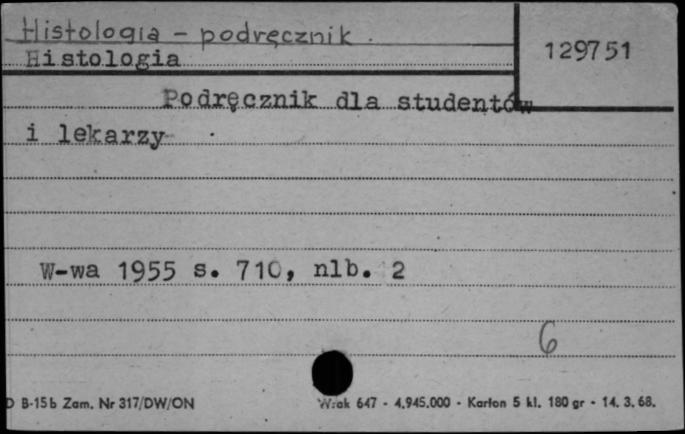 Histologia - podręcznik.
129751
Histologia
Podręcznik dla studentów
i lekarzy
W-wa 1955 s. 710, nlb. 2
6
D B-15b Zam. Nr 317/DW/ON
W:ak 647 - 4.945.000 - Karton 5 kl. 180 gr - 14. 3. 68.